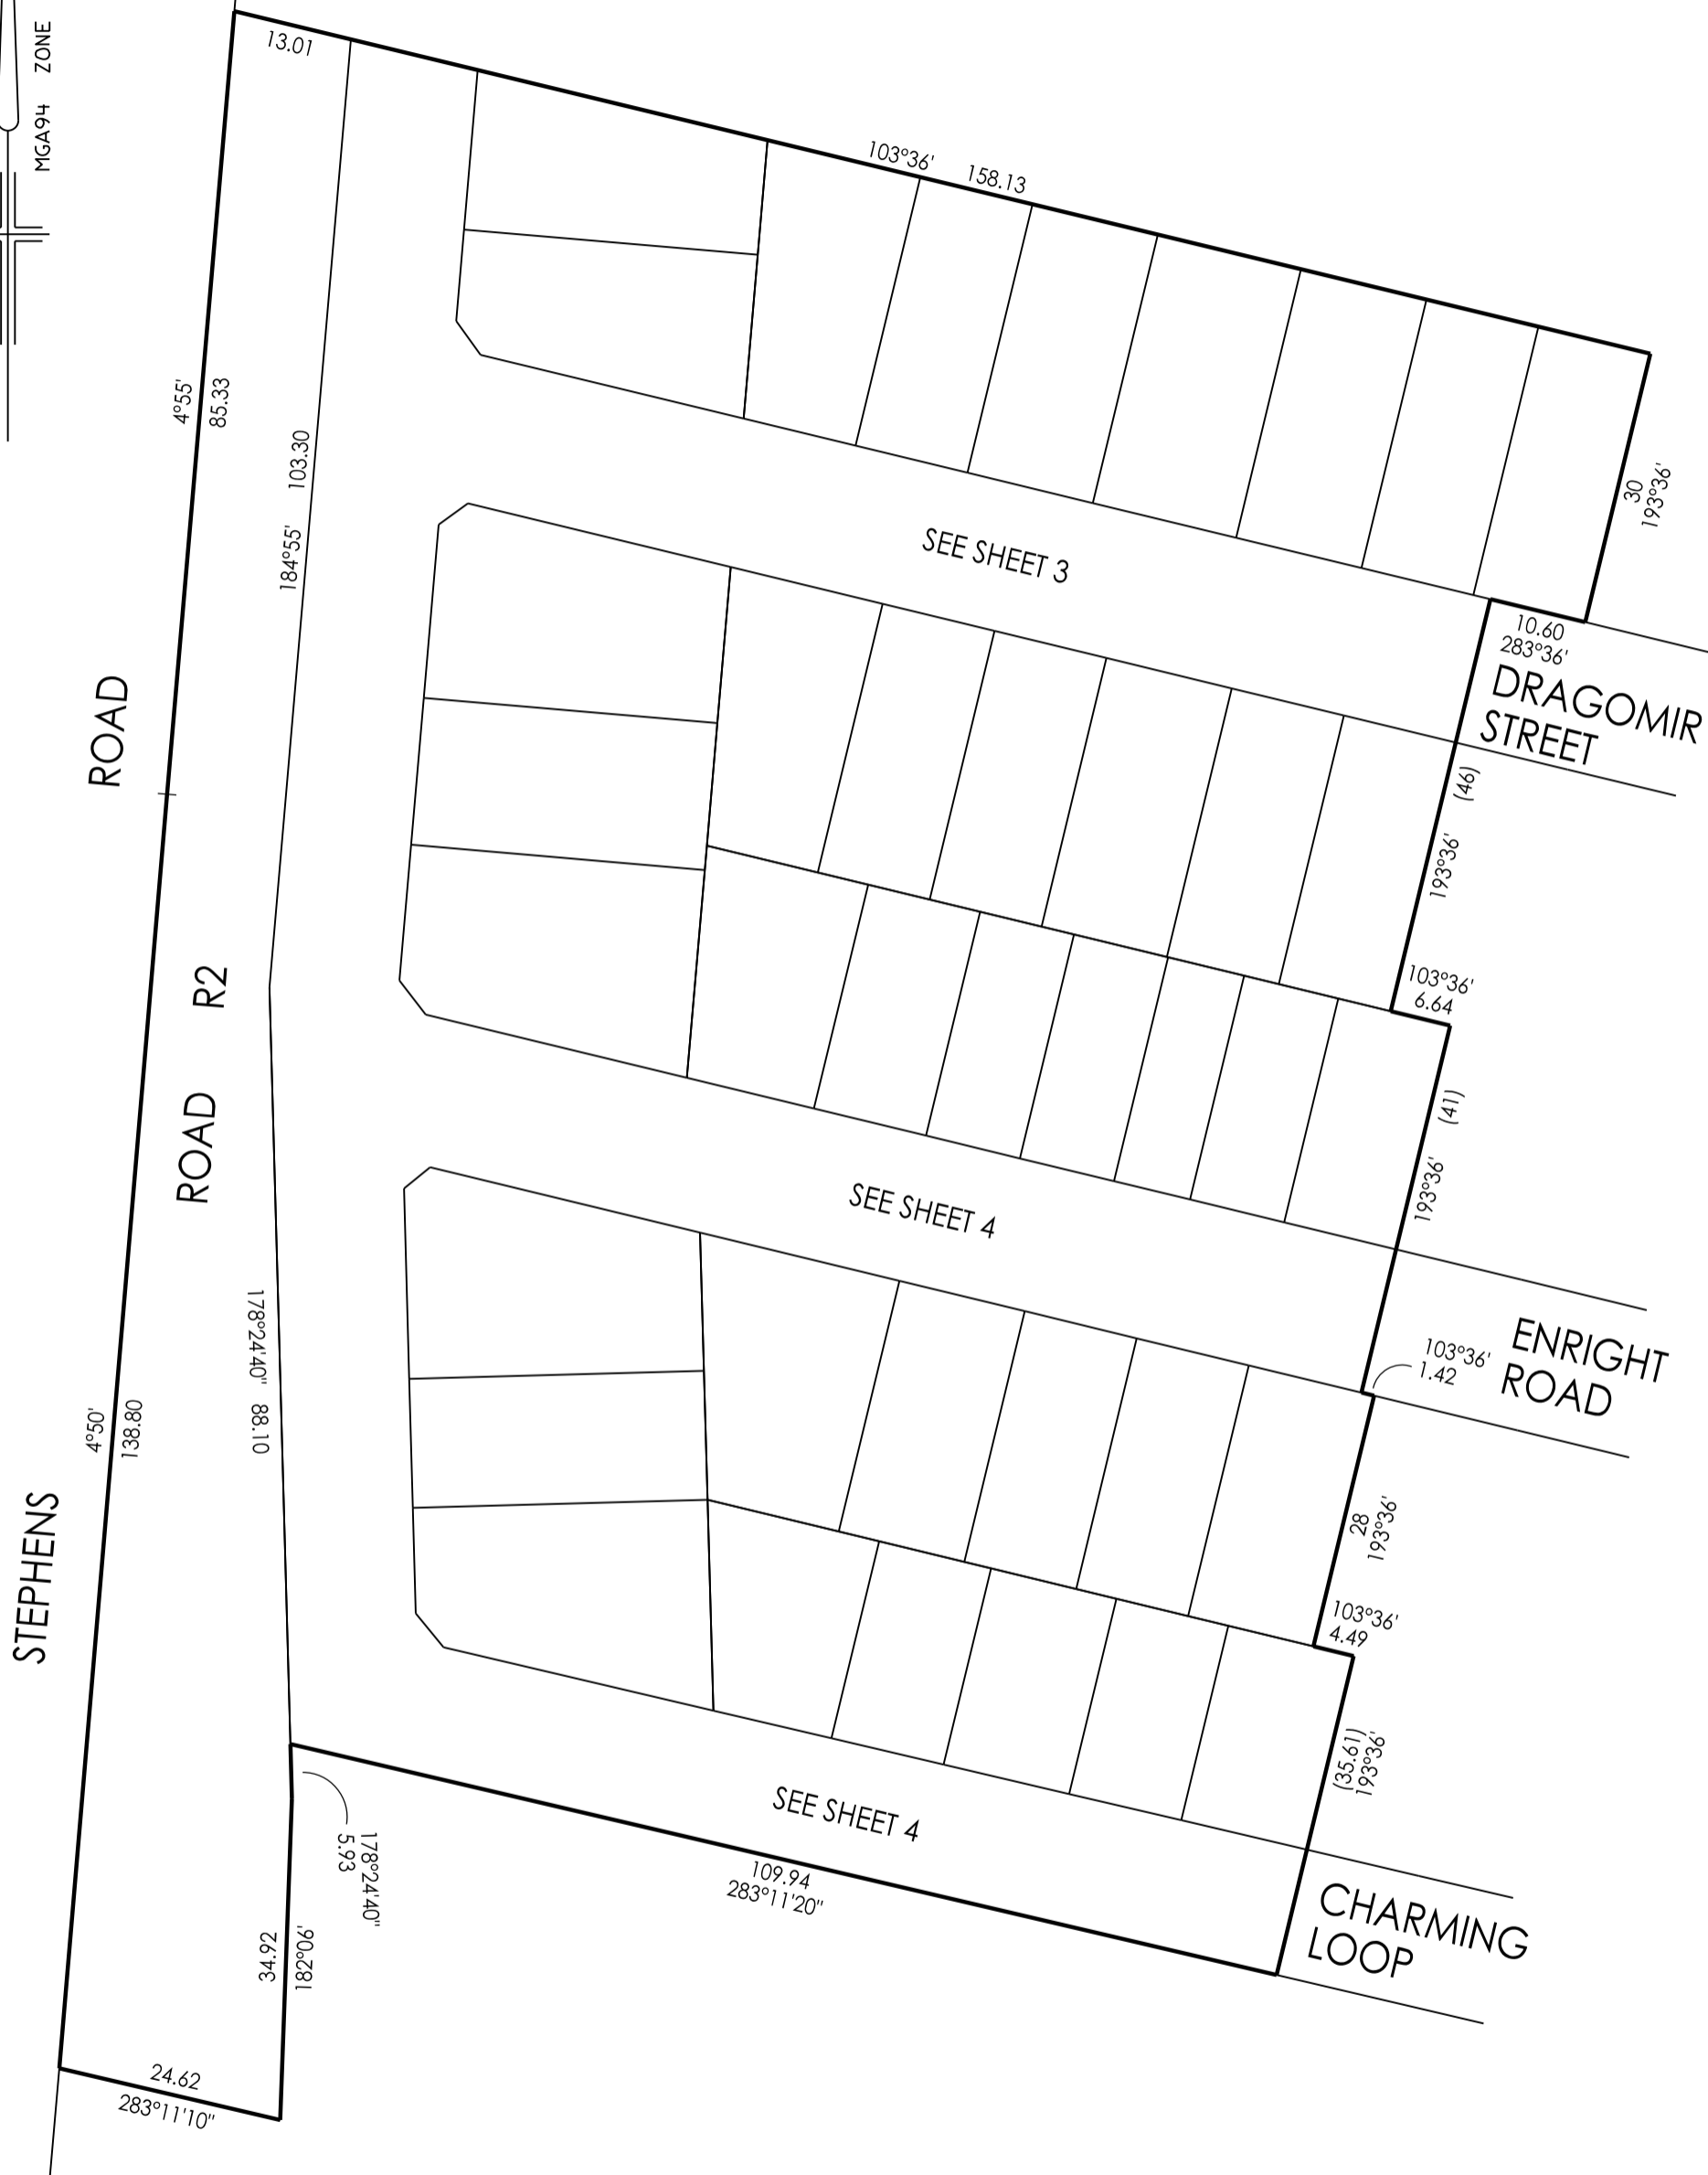 MGA94 ZONE
13.01
103°36' 158.13
4°55'
85.33
103.30
184°55'
30
193°36'
SEE SHEET 3
10.60
283°36'
DRAGOMIR
STREET
ROAD
(46)
193°36'
R2
103°36'
6.64
ROAD
(41)
193°36'
SEE SHEET 4
178°24'40" 88.10
ENRIGHT
ROAD
103°36'
1.42
4°50'
138.80
STEPHENS
28
193°36'
103°36'
4.49
(35.61)
193°36'
SEE SHEET 4
178°24'40"
5.93
109.94
283°11'20"
CHARMING
LOOP
34.92
182°06'
24.62
283°11'10"